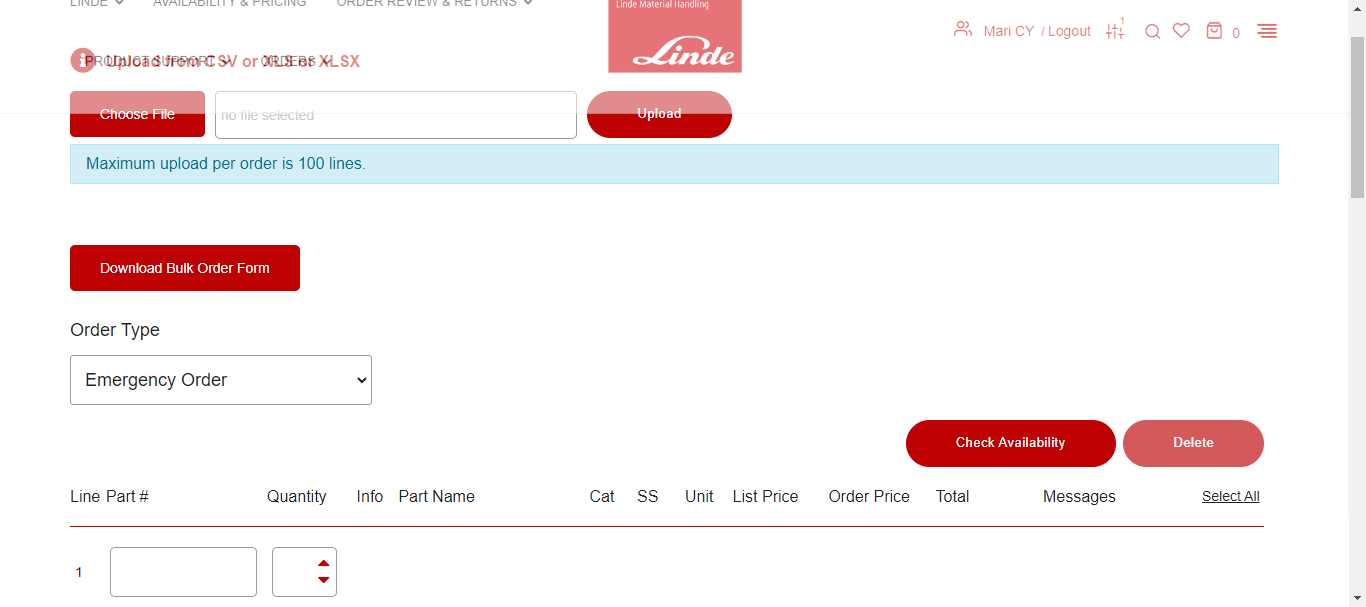 LINDE AVAILABILITY & PRICING ORDER REVIEW & RETURNS
Linde Material Handling
Linde
Mari CY / Logout 1 0
PRODUCT SUPPORT ORDERS
Upload from CSV or XLS or XLSX
Choose File no file selected Upload
Maximum upload per order is 100 lines.
Download Bulk Order Form
Order Type
Emergency Order
Check Availability Delete
Line Part # Quantity Info Part Name Cat SS Unit List Price Order Price Total Messages Select All
1